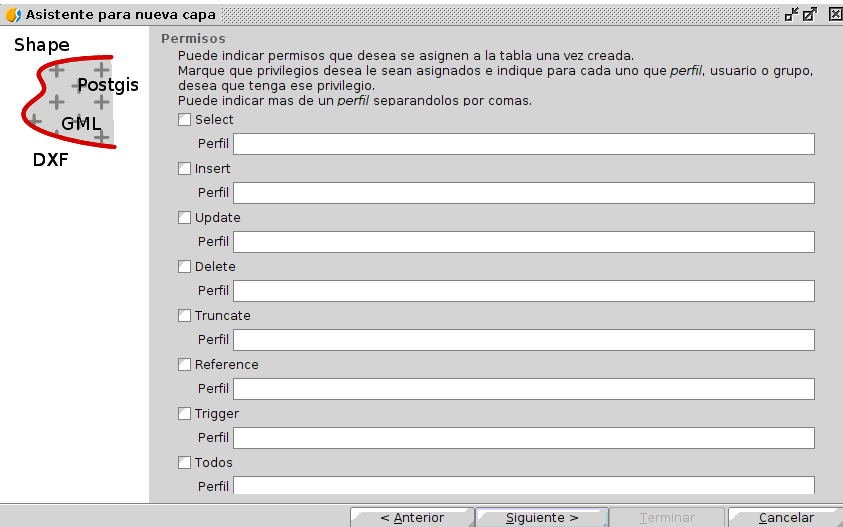 Asistente para nueva capa
Shape
Postgis
GML
DXF
Permisos
Puede indicar permisos que desea se asignen a la tabla una vez creada.
Marque que privilegios desea le sean asignados e indique para cada uno que perfil, usuario o grupo,
desea que tenga ese privilegio.
Puede indicar mas de un perfil separandolos por comas.
Select
Perfil
Insert
Perfil
Update
Perfil
Delete
Perfil
Truncate
Perfil
Reference
Perfil
Trigger
Perfil
Todos
Perfil
< Anterior
Siguiente >
Terminar
Cancelar